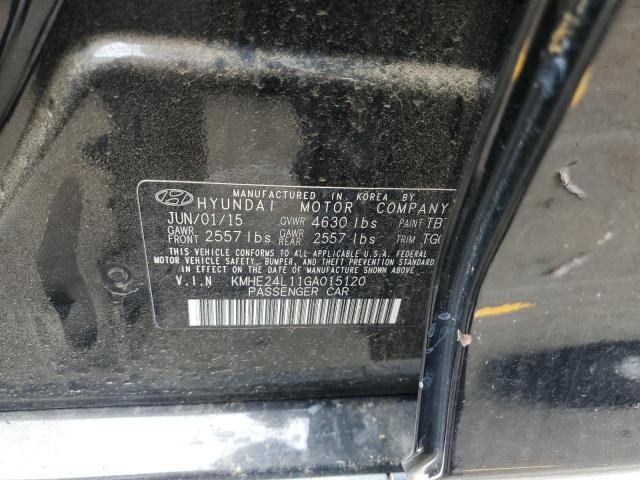 MANUFACTURED IN KOREA BY
HYUNDAI MOTOR COMPANY
JUN/01/15 GVWR 4630 lbs PAINT TB
GAWR FRONT 2557 lbs GAWR REAR 2557 lbs TRIM
THIS VEHICLE CONFORMS TO ALL APPLICABLE U.S.A. FEDERAL
MOTOR VEHICLE SAFETY, BUMPER, AND THEFT PREVENTION STANDARDS
IN EFFECT ON THE DATE OF MANUFACTURE SHOWN ABOVE.
V.I.N KMHE24L11GA015120
PASSENGER CAR